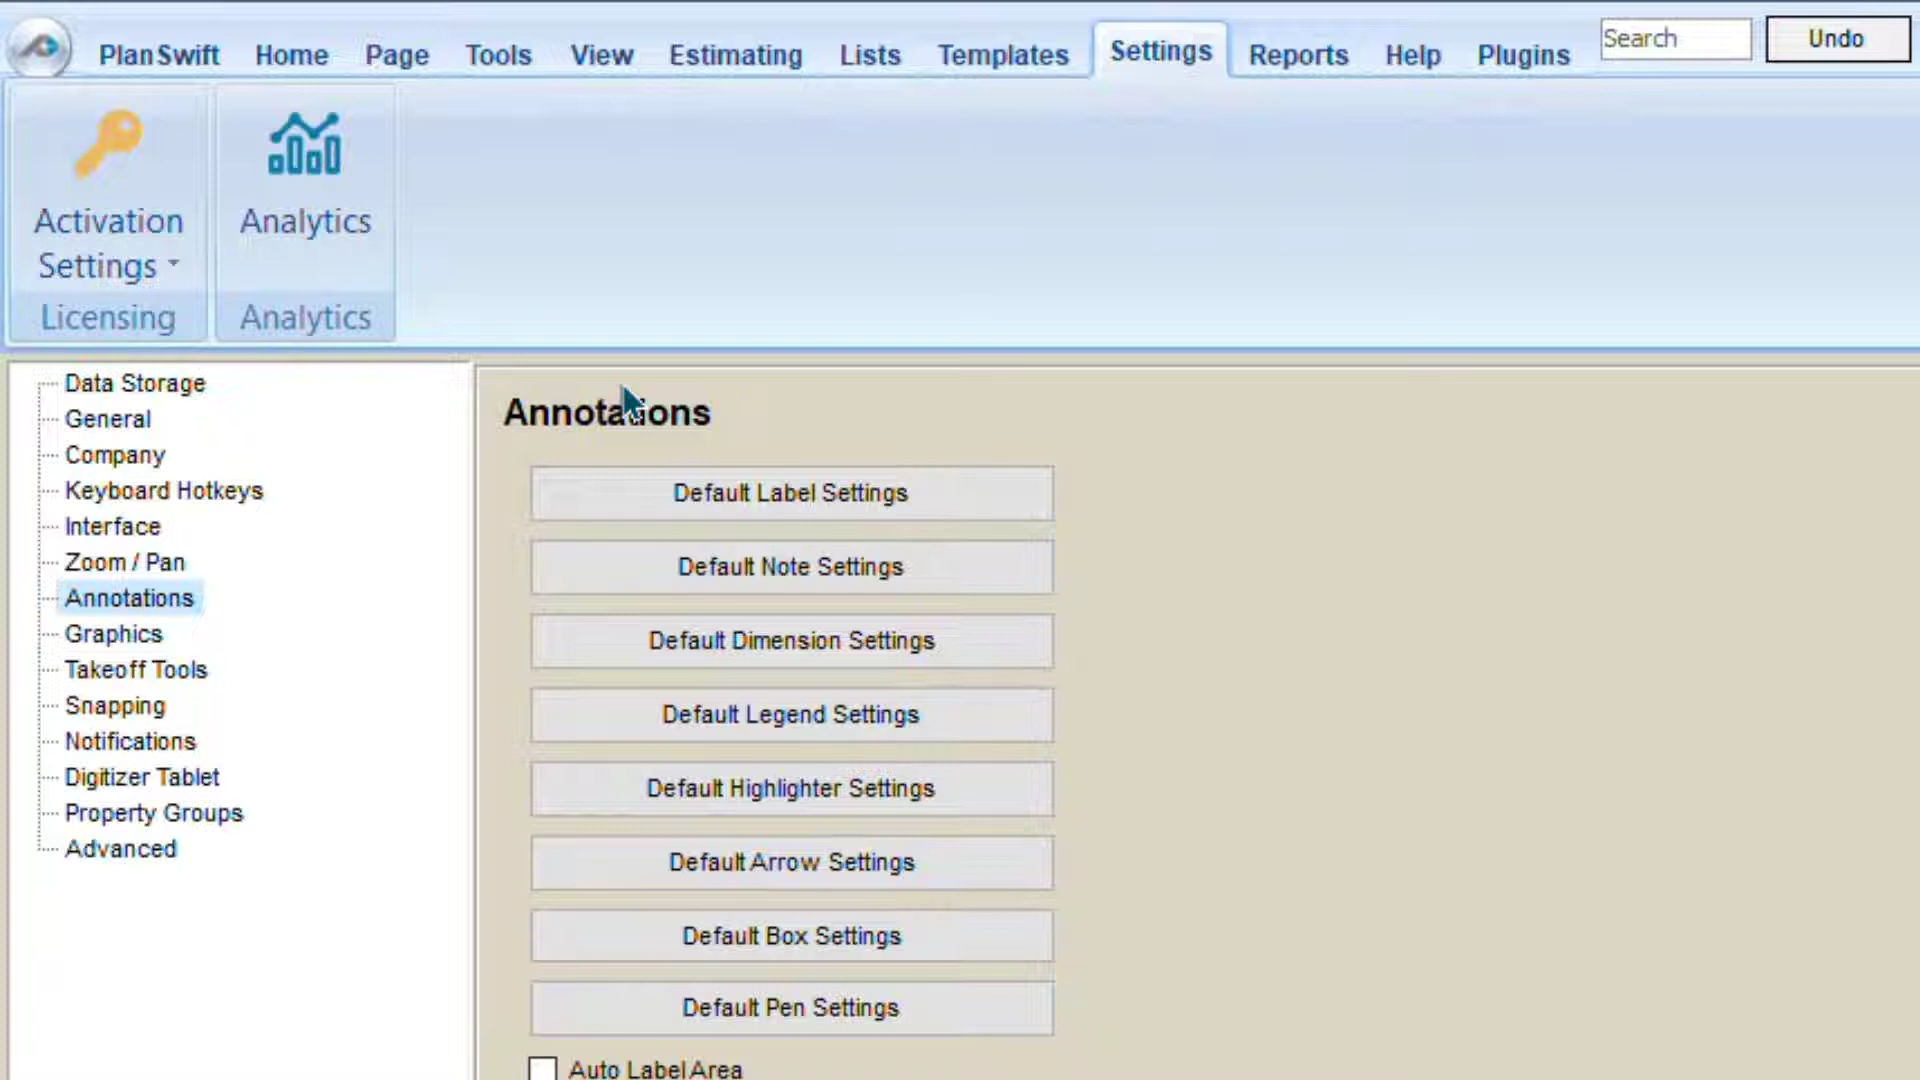 PlanSwift Home Page Tools View Estimating Lists Templates Settings Reports Help Plugins Search Undo
Activation Settings
Licensing
Analytics
Analytics
Data Storage
General
Company
Keyboard Hotkeys
Interface
Zoom / Pan
Annotations
Graphics
Takeoff Tools
Snapping
Notifications
Digitizer Tablet
Property Groups
Advanced
Annotations
Default Label Settings
Default Note Settings
Default Dimension Settings
Default Legend Settings
Default Highlighter Settings
Default Arrow Settings
Default Box Settings
Default Pen Settings
Auto Label Area